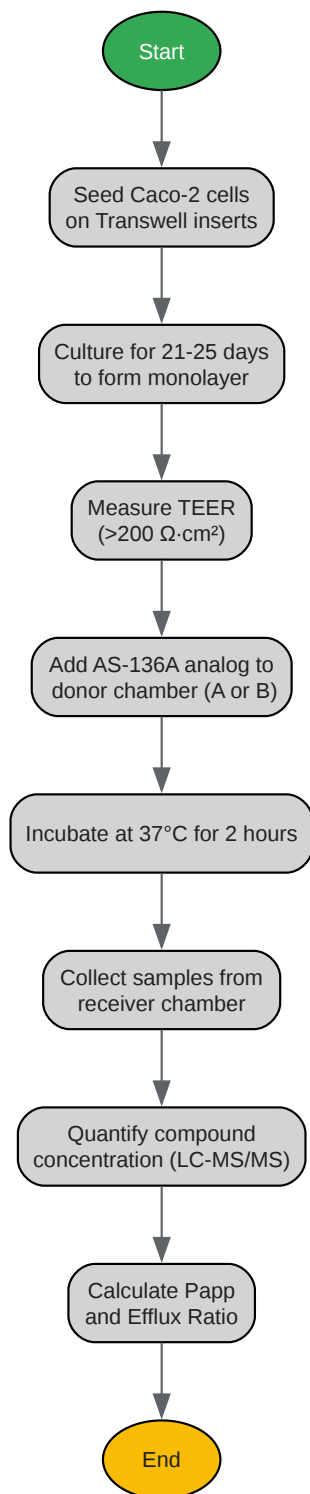 Start
Seed Caco-2 cells
on Transwell inserts
Culture for 21-25 days
to form monolayer
Measure TEER
(>200 Ω·cm²)
Add AS-136A analog to
donor chamber (A or B)
Incubate at 37°C for 2 hours
Collect samples from
receiver chamber
Quantify compound
concentration (LC-MS/MS)
Calculate Papp
and Efflux Ratio
End